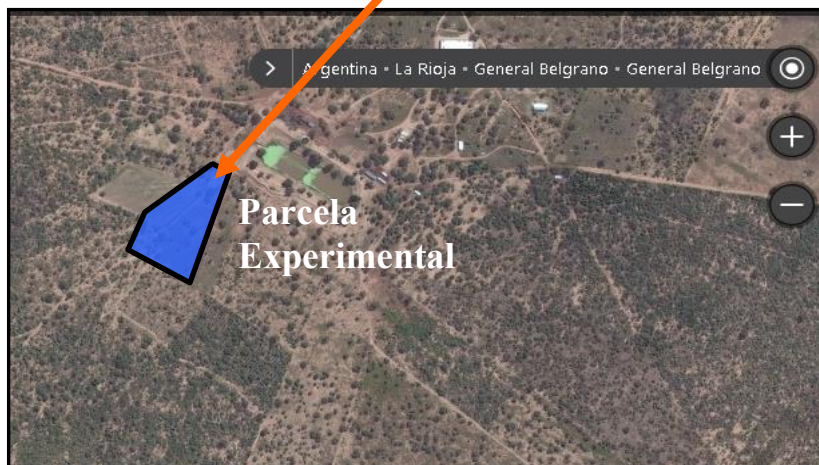 Argentina • La Rioja • General Belgrano • General Belgrano
Parcela
Experimental